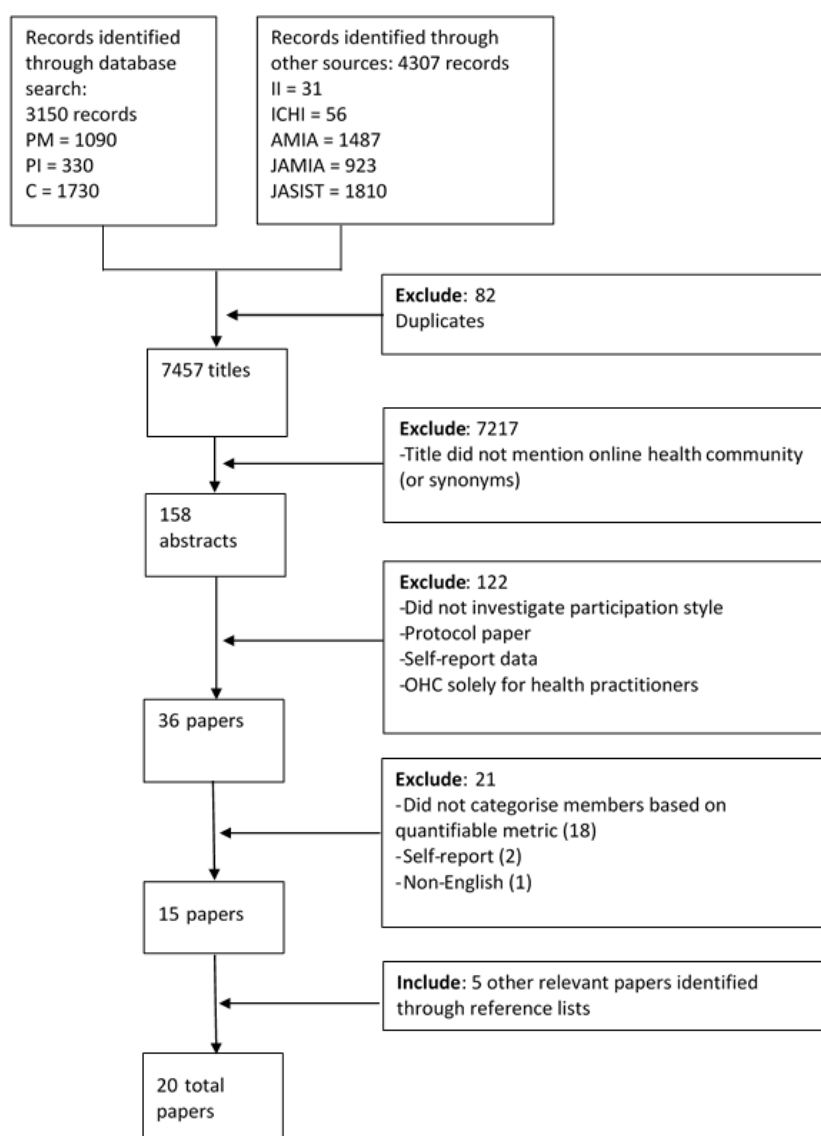 Records identified
through database
search:
3150 records
PM = 1090
PI = 330
C = 1730
Records identified through
other sources: 4307 records
II = 31
ICHI = 56
AMIA = 1487
JAMIA = 923
JASIST = 1810
Exclude: 82
Duplicates
7457 titles
Exclude: 7217
-Title did not mention online health community
(or synonyms)
158
abstracts
Exclude: 122
-Did not investigate participation style
-Protocol paper
-Self-report data
-OHC solely for health practitioners
36 papers
Exclude: 21
-Did not categorise members based on
quantifiable metric (18)
-Self-report (2)
-Non-English (1)
15 papers
Include: 5 other relevant papers identified
through reference lists
20 total
papers